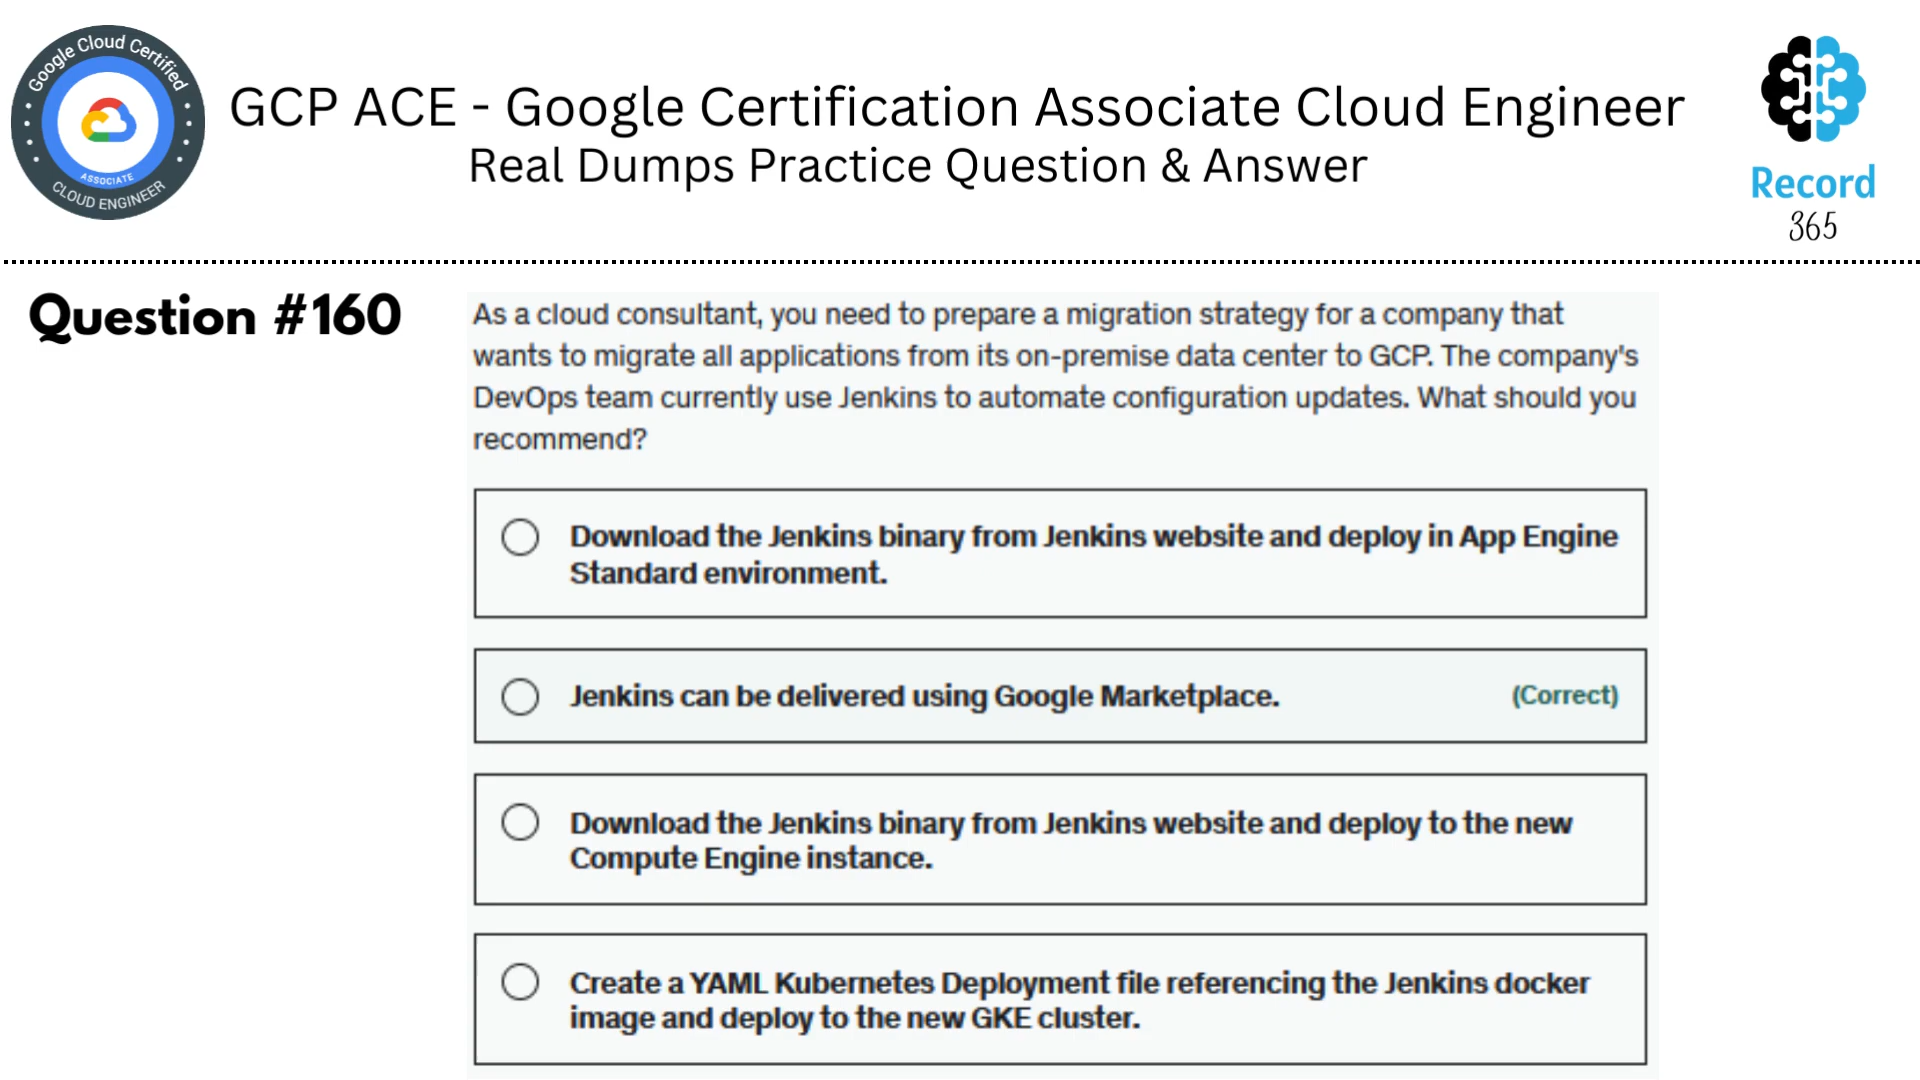 Google Cloud Certified
ASSOCIATE
CLOUD ENGINEER
GCP ACE - Google Certification Associate Cloud Engineer
Real Dumps Practice Question & Answer
Record
365
Question #160
As a cloud consultant, you need to prepare a migration strategy for a company that
wants to migrate all applications from its on-premise data center to GCP. The company's
DevOps team currently use Jenkins to automate configuration updates. What should you
recommend?
Download the Jenkins binary from Jenkins website and deploy in App Engine
Standard environment.
Jenkins can be delivered using Google Marketplace. (Correct)
Download the Jenkins binary from Jenkins website and deploy to the new
Compute Engine instance.
Create a YAML Kubernetes Deployment file referencing the Jenkins docker
image and deploy to the new GKE cluster.